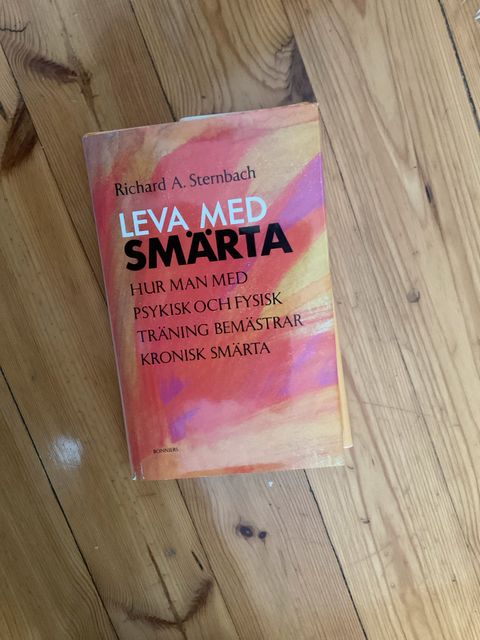 Richard A. Sternbach
LEVA MED
SMÄRTA
HUR MAN MED
PSYKISK OCH FYSISK
TRÄNING BEMÄSTRAR
KRONISK SMÄRTA
BONNIERS